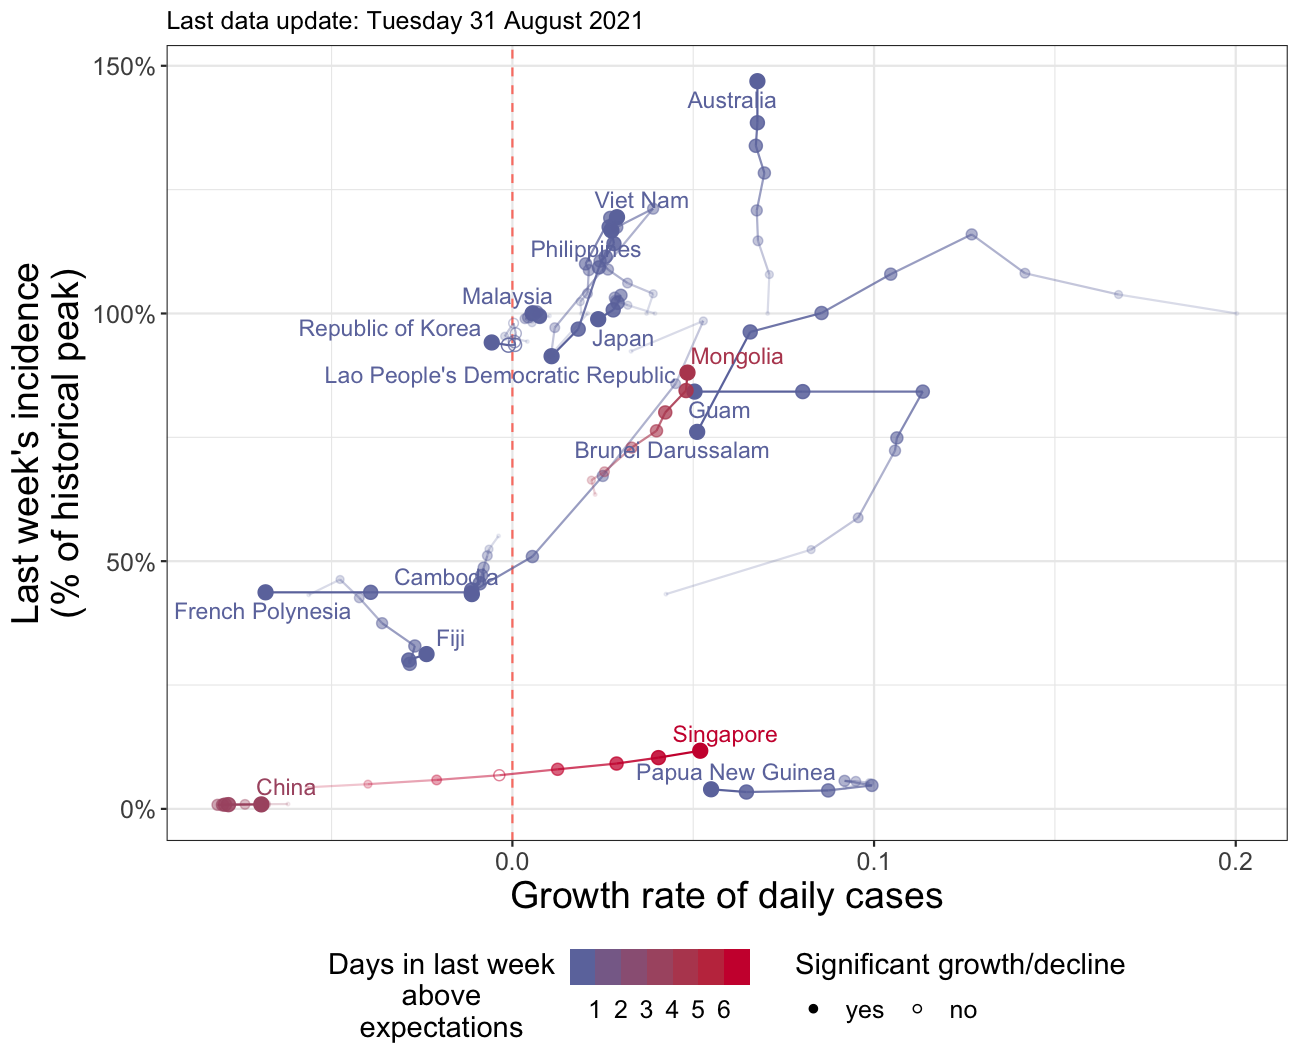 Last data update: Tuesday 31 August 2021
150%
100%
50%
0%
Last week's incidence
(% of historical peak)
Australia
Viet Nam
Philippines
Malaysia
Republic of Korea
Japan
Mongolia
Lao People's Democratic Republic
Guam
Brunei Darussalam
Cambodia
French Polynesia
Fiji
Singapore
Papua New Guinea
China
0.0 0.1 0.2
Growth rate of daily cases
Days in last week
above
expectations
1 2 3 4 5 6
Significant growth/decline
yes no